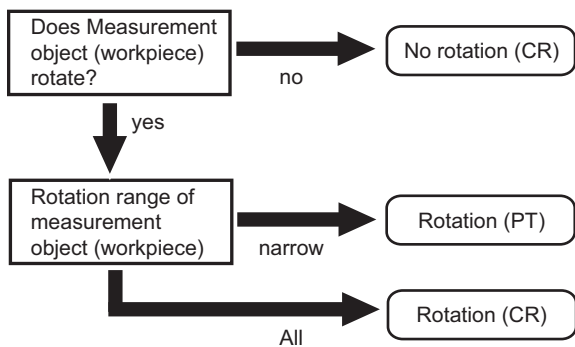 Does Measurement
object (workpiece)
rotate?
no
No rotation (CR)
yes
Rotation range of
measurement
object (workpiece)
narrow
Rotation (PT)
All
Rotation (CR)